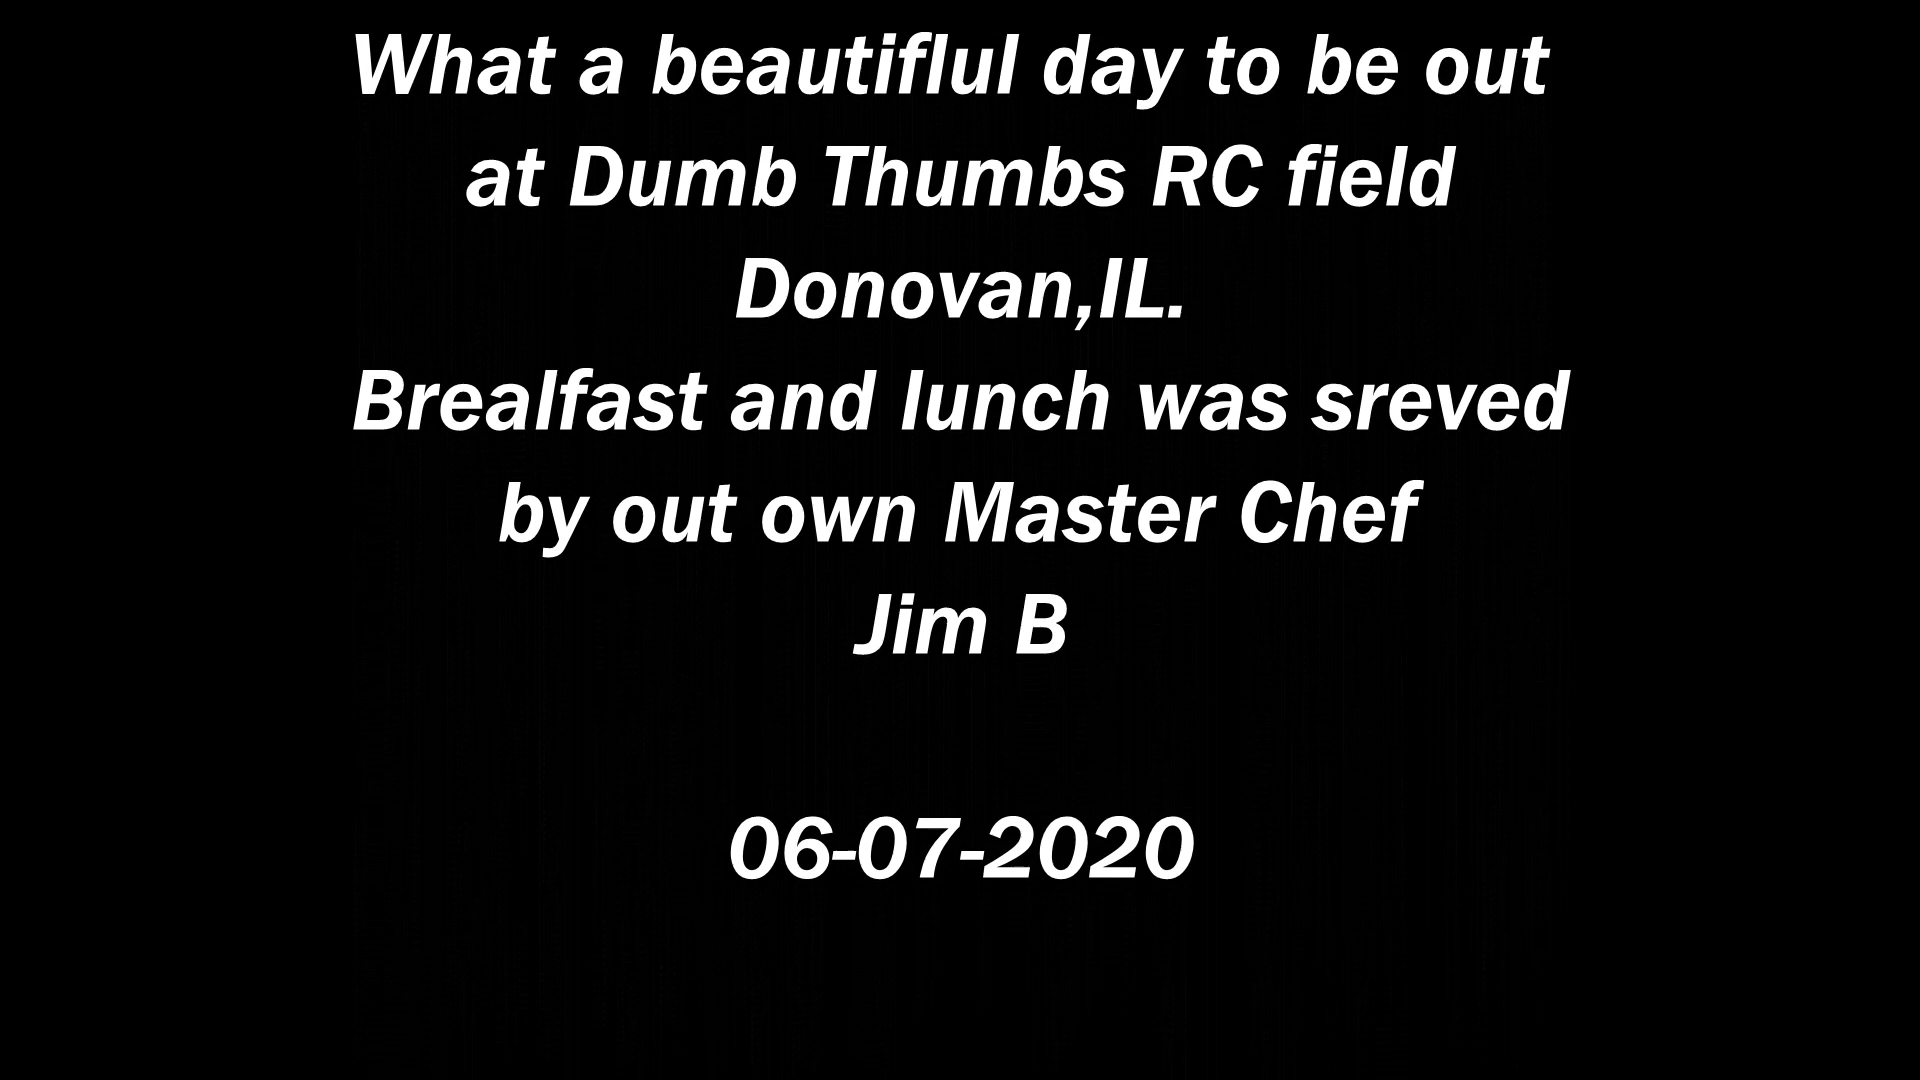 What a beautiflul day to be out
at Dumb Thumbs RC field
Donovan,IL.
Brealfast and lunch was sreved
by out own Master Chef
Jim B
06-07-2020